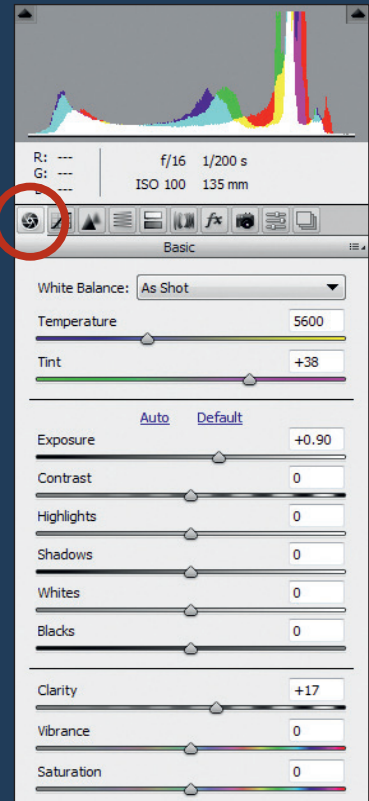 R: --- f/16 1/200 s
G: ---
--- ISO 100 135 mm
fx
Basic
White Balance: As Shot
Temperature 5600
Tint +38
Auto Default
Exposure +0.90
Contrast 0
Highlights 0
Shadows 0
Whites 0
Blacks 0
Clarity +17
Vibrance 0
Saturation 0